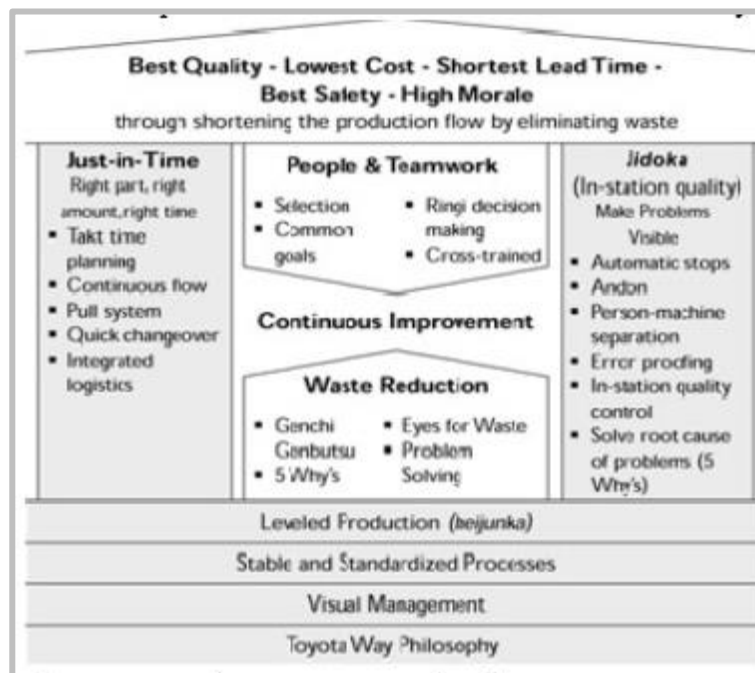 Best Quality - Lowest Cost - Shortest Lead Time -
Best Safety - High Morale
through shortening the production flow by eliminating waste
Just-in-Time
Right part, right
amount, right time
▪ Takt time
planning
▪ Continuous flow
▪ Pull system
▪ Quick changeover
▪ Integrated
logistics
People & Teamwork
▪ Selection
▪ Common
goals
▪ Ringi decision
making
▪ Cross-trained
Continuous Improvement
Waste Reduction
▪ Genchi
Genbutsu
▪ 5 Why's
▪ Eyes for Waste
▪ Problem
Solving
Jidoka
(In-station quality)
Make Problems
Visible
▪ Automatic stops
▪ Andon
▪ Person-machine
separation
▪ Error proofing
▪ In-station quality
control
▪ Solve root cause
of problems (5
Why's)
Leveled Production (heijunka)
Stable and Standardized Processes
Visual Management
Toyota Way Philosophy